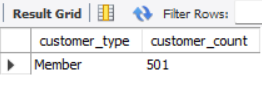 Result Grid Filter Rows:
customer_type customer_count
Member 501